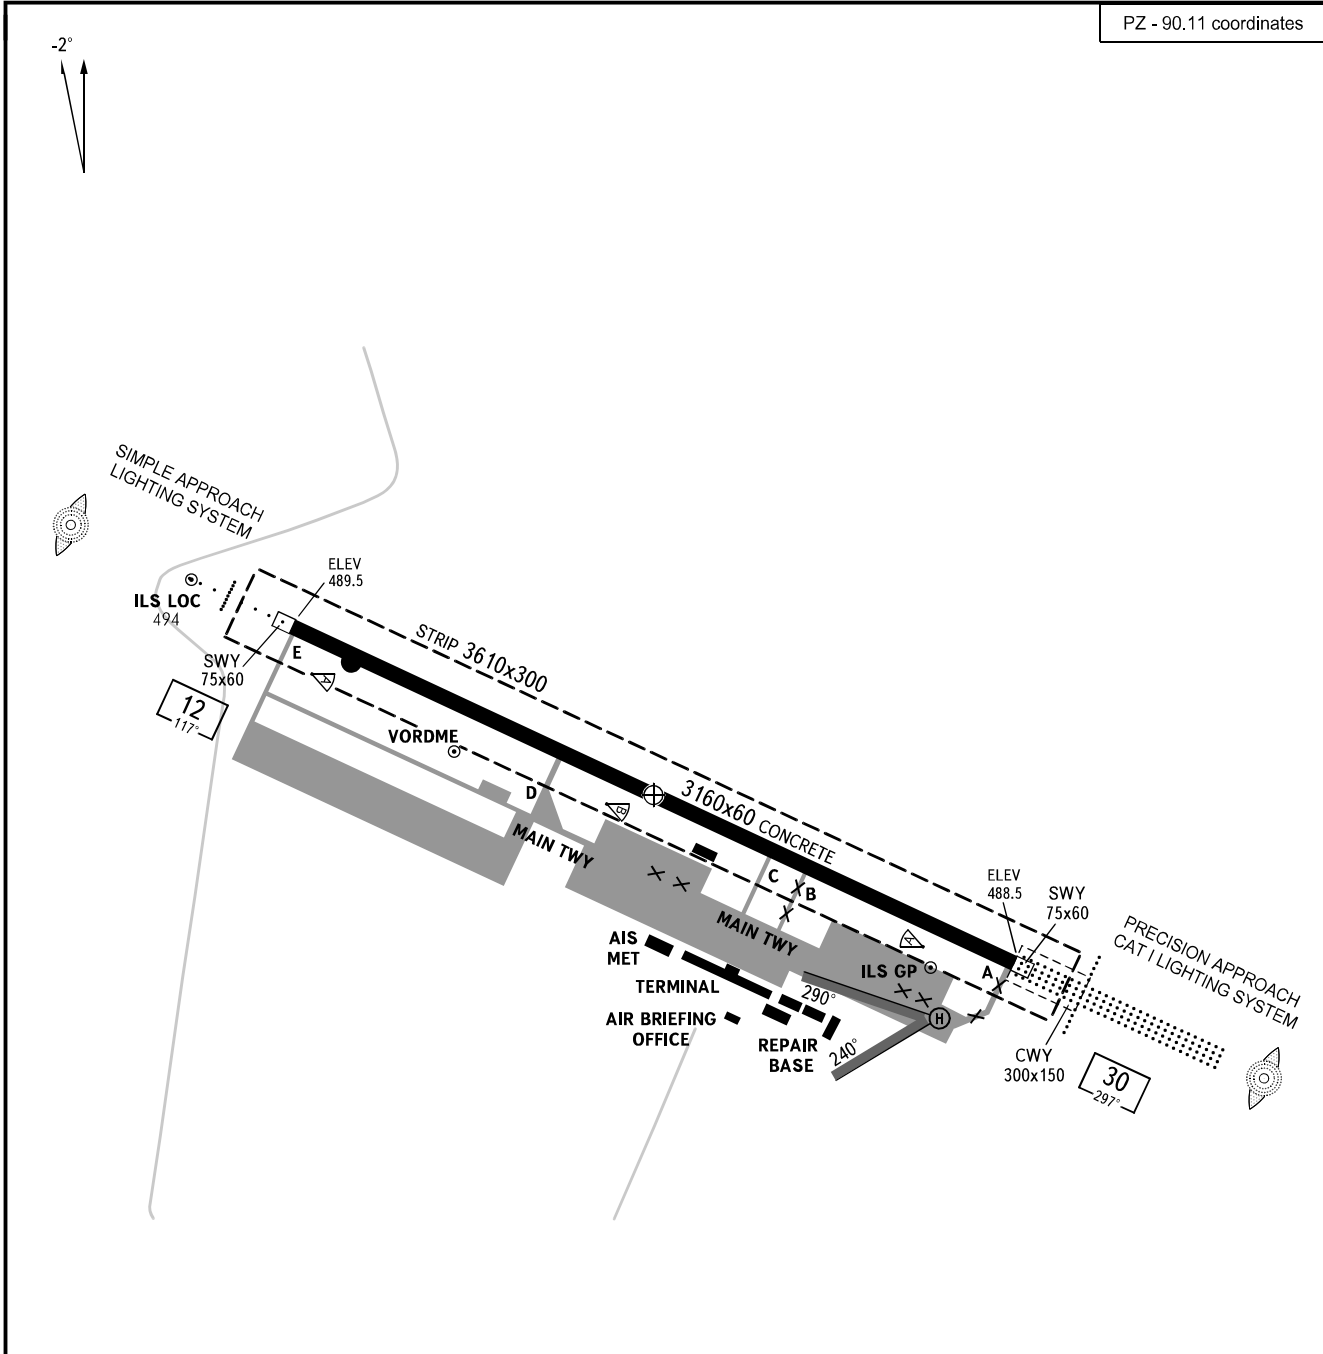 PZ - 90.11 coordinates
-2°
SIMPLE APPROACH
LIGHTING SYSTEM
ELEV
489.5
ILS LOC
494
STRIP 3610x300
E
SWY
75x60
A
12
117°
VORDME
D
B
3160x60 CONCRETE
MAIN TWY
C
B
ELEV
488.5
SWY
75x60
PRECISION APPROACH
CAT I LIGHTING SYSTEM
MAIN TWY
A
AIS
MET
ILS GP
A
TERMINAL
290°
H
AIR BRIEFING
OFFICE
REPAIR
BASE
240°
CWY
300x150
30
297°